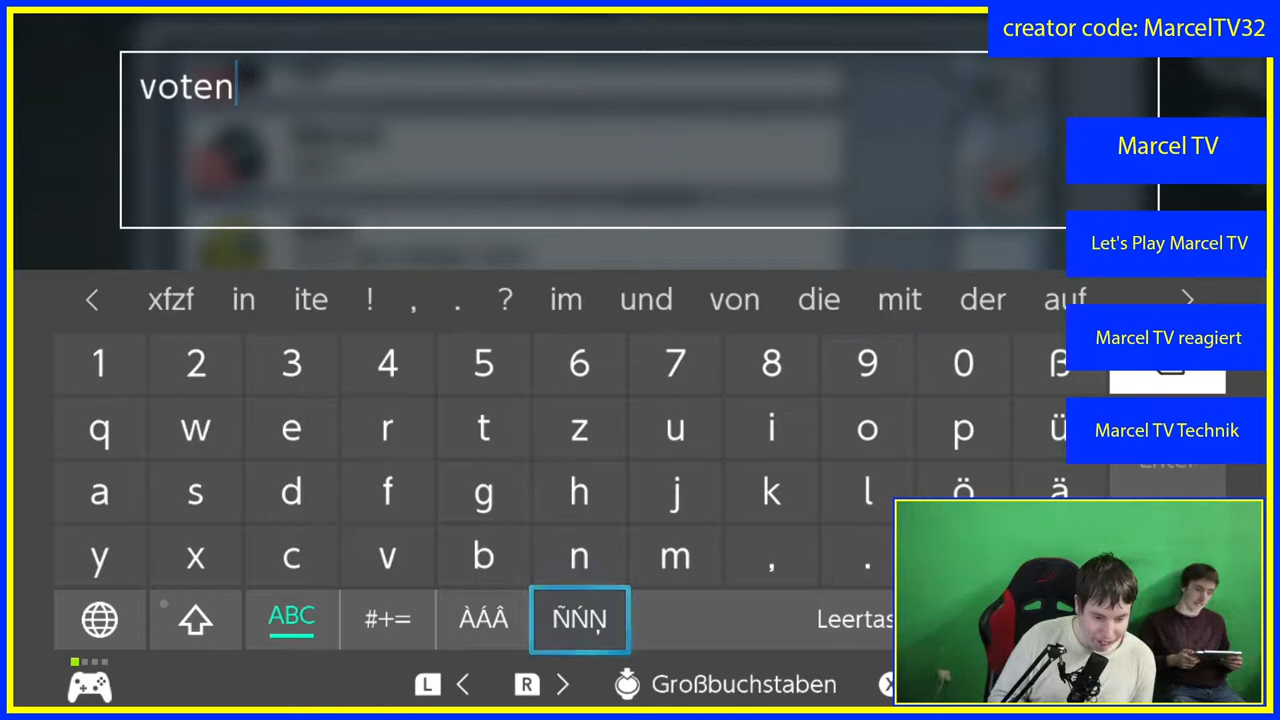 creator code: MarcelTV32
voten
Marcel TV
Let's Play Marcel TV
Marcel TV reagiert
Marcel TV Technik
< xfzf in ite ! , . ? im und von die mit der auf >
1 2 3 4 5 6 7 8 9 0 ß
q w e r t z u i o p ü
a s d f g h j k l ö ä
Enter
y x c v b n m , .
ABC #+= ÀÁÂ ÑŃŅ Leertas
L < R > Großbuchstaben X